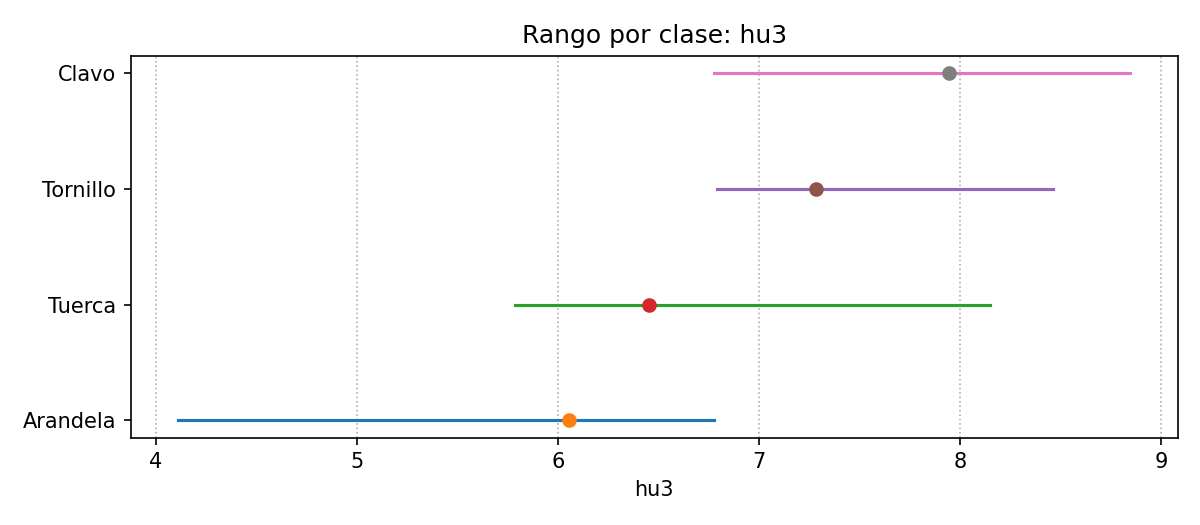 Rango por clase: hu3
Clavo
Tornillo
Tuerca
Arandela
4 5 6 7 8 9
hu3